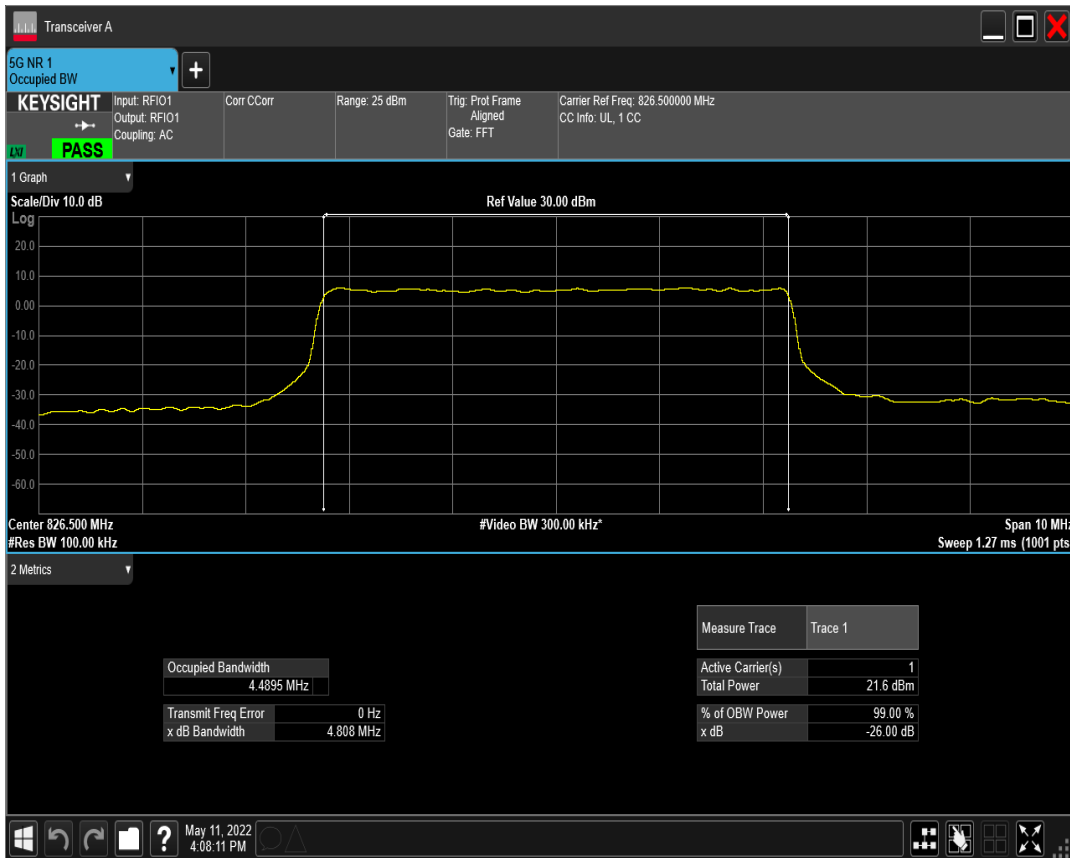 Transceiver A
5G NR 1
Occupied BW
KEYSIGHT
LXI
PASS
Input: RFIO1
Output: RFIO1
Coupling: AC
Corr CCorr
Range: 25 dBm
Trig: Prot Frame
Aligned
Gate: FFT
Carrier Ref Freq: 826.500000 MHz
CC Info: UL, 1 CC
1 Graph
Scale/Div 10.0 dB
Ref Value 30.00 dBm
Log
20.0
10.0
0.00
-10.0
-20.0
-30.0
-40.0
-50.0
-60.0
Center 826.500 MHz
#Video BW 300.00 kHz*
Span 10 MHz
#Res BW 100.00 kHz
Sweep 1.27 ms (1001 pts
2 Metrics
Measure Trace Trace 1
Occupied Bandwidth
4.4895 MHz
Active Carrier(s) 1
Total Power 21.6 dBm
Transmit Freq Error 0 Hz
x dB Bandwidth 4.808 MHz
% of OBW Power 99.00 %
x dB -26.00 dB
?
May 11, 2022
4:08:11 PM